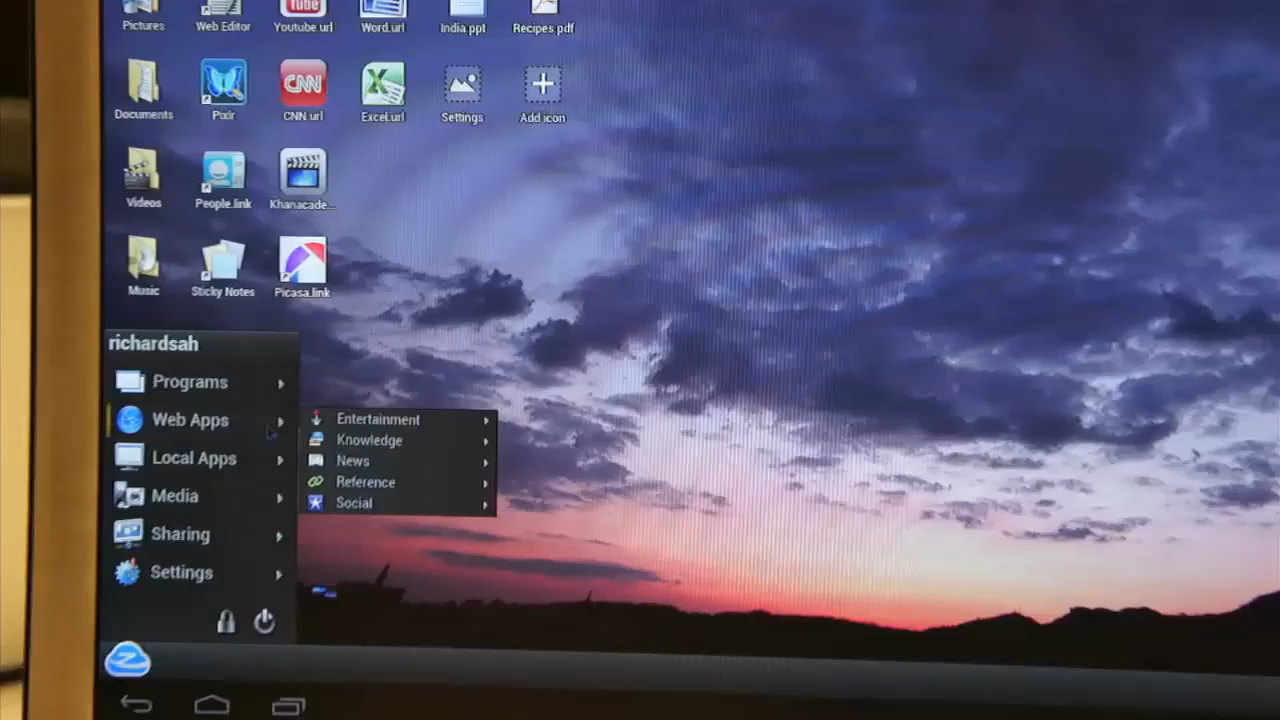 Pictures Web Editor Youtube.url Word.url India.ppt Recipes.pdf
Documents Pixlr CNN.url Excel.url Settings Add icon
Videos People.link Khanacade...
Music Sticky Notes Picasa.link
Tube
CNN
richardsah
Programs
Web Apps
Local Apps
Media
Sharing
Settings
Entertainment
Knowledge
News
Reference
Social